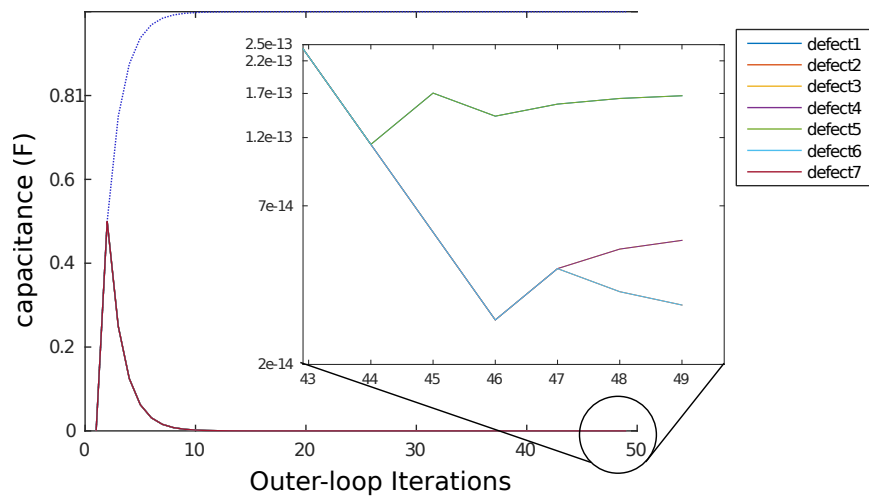 capacitance (F)
0.81
0.6
0.4
0.2
0
0
10
20
30
40
50
Outer-loop Iterations
2.5e-13
2.2e-13
1.7e-13
1.2e-13
7e-14
2e-14
43
44
45
46
47
48
49
defect1
defect2
defect3
defect4
defect5
defect6
defect7